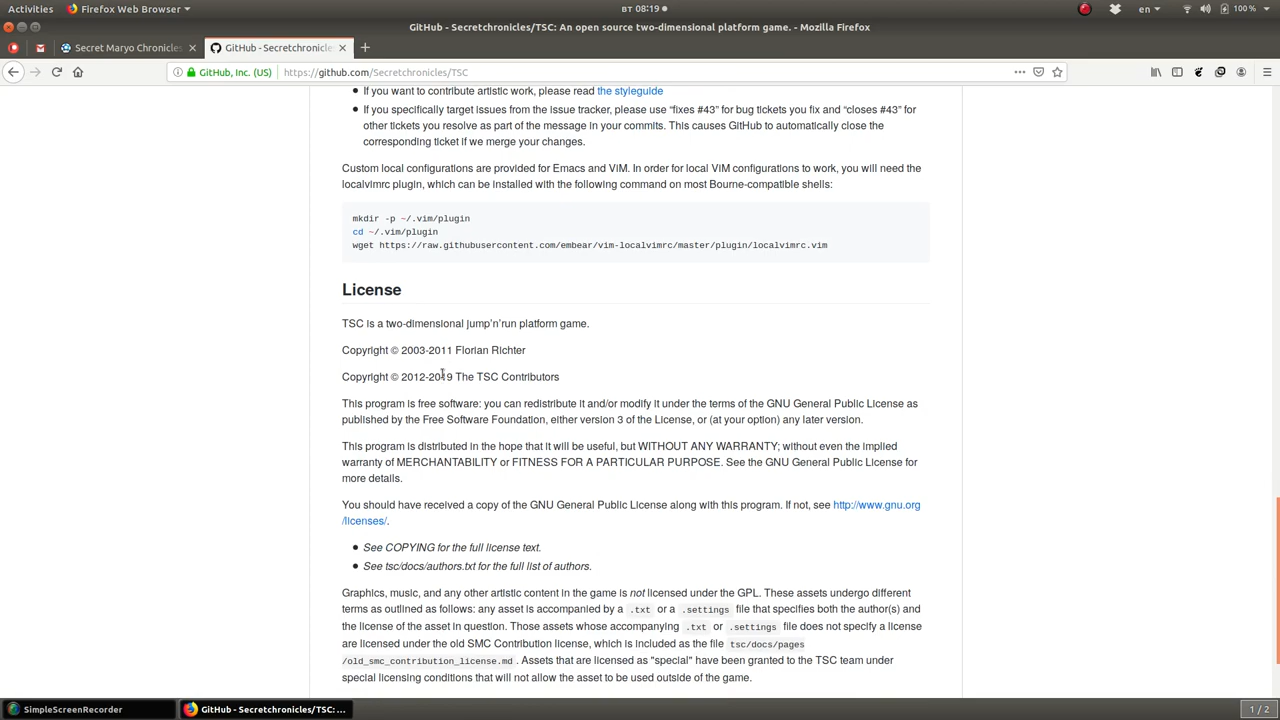 Activities
Firefox Web Browser
вт 08:19
en
100 %
GitHub - Secretchronicles/TSC: An open source two-dimensional platform game. - Mozilla Firefox
Secret Maryo Chronicles
GitHub - Secretchronicle
GitHub, Inc. (US)
https://github.com/Secretchronicles/TSC
If you want to contribute artistic work, please read the styleguide
If you specifically target issues from the issue tracker, please use “fixes #43” for bug tickets you fix and “closes #43” for
other tickets you resolve as part of the message in your commits. This causes GitHub to automatically close the
corresponding ticket if we merge your changes.
Custom local configurations are provided for Emacs and ViM. In order for local ViM configurations to work, you will need the
localvimrc plugin, which can be installed with the following command on most Bourne-compatible shells:
mkdir -p ~/.vim/plugin
cd ~/.vim/plugin
wget https://raw.githubusercontent.com/embear/vim-localvimrc/master/plugin/localvimrc.vim
License
TSC is a two-dimensional jump’n’run platform game.
Copyright © 2003-2011 Florian Richter
Copyright © 2012-2019 The TSC Contributors
This program is free software: you can redistribute it and/or modify it under the terms of the GNU General Public License as
published by the Free Software Foundation, either version 3 of the License, or (at your option) any later version.
This program is distributed in the hope that it will be useful, but WITHOUT ANY WARRANTY; without even the implied
warranty of MERCHANTABILITY or FITNESS FOR A PARTICULAR PURPOSE. See the GNU General Public License for
more details.
You should have received a copy of the GNU General Public License along with this program. If not, see http://www.gnu.org
/licenses/.
See COPYING for the full license text.
See tsc/docs/authors.txt for the full list of authors.
Graphics, music, and any other artistic content in the game is not licensed under the GPL. These assets undergo different
terms as outlined as follows: any asset is accompanied by a .txt or a .settings file that specifies both the author(s) and
the license of the asset in question. Those assets whose accompanying .txt or .settings file does not specify a license
are licensed under the old SMC Contribution license, which is included as the file tsc/docs/pages
/old_smc_contribution_license.md . Assets that are licensed as "special" have been granted to the TSC team under
special licensing conditions that will not allow the asset to be used outside of the game.
SimpleScreenRecorder
GitHub - Secretchronicles/TSC: ...
1 / 2